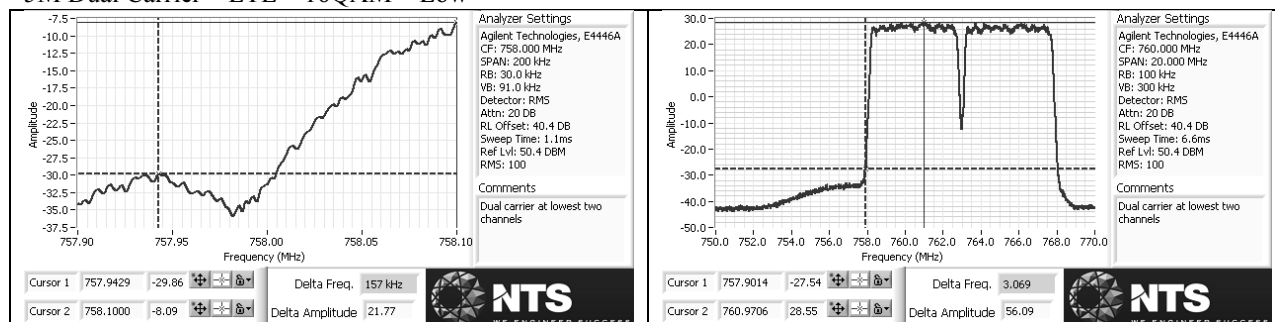 5M Dual Carrier – LTE – 16QAM – Low
-7.5
-10.0
-12.5
-15.0
-17.5
-20.0
-22.5
-25.0
-27.5
-30.0
-32.5
-35.0
-37.5
Amplitude
757.90 757.95 758.00 758.05 758.10
Frequency (MHz)
Analyzer Settings
Agilent Technologies, E4446A
CF: 758.000 MHz
SPAN: 200 kHz
RB: 30.0 kHz
VB: 91.0 kHz
Detector: RMS
Attn: 20 DB
RL Offset: 40.4 DB
Sweep Time: 1.1ms
Ref Lvl: 50.4 DBM
RMS: 100
Comments
Dual carrier at lowest two
channels
Cursor 1 757.9429 -29.86
Cursor 2 758.1000 -8.09
Delta Freq. 157 kHz
Delta Amplitude 21.77
NTS
WE ENGINEER SUCCESS
30.0
20.0
10.0
0.0
-10.0
-20.0
-30.0
-40.0
-50.0
Amplitude
750.0 752.0 754.0 756.0 758.0 760.0 762.0 764.0 766.0 768.0 770.0
Frequency (MHz)
Analyzer Settings
Agilent Technologies, E4446A
CF: 760.000 MHz
SPAN: 20.000 MHz
RB: 100 kHz
VB: 300 kHz
Detector: RMS
Attn: 20 DB
RL Offset: 40.4 DB
Sweep Time: 6.6ms
Ref Lvl: 50.4 DBM
RMS: 100
Comments
Dual carrier at lowest two
channels
Cursor 1 757.9014 -27.54
Cursor 2 760.9706 28.55
Delta Freq. 3.069
Delta Amplitude 56.09
NTS
WE ENGINEER SUCCESS